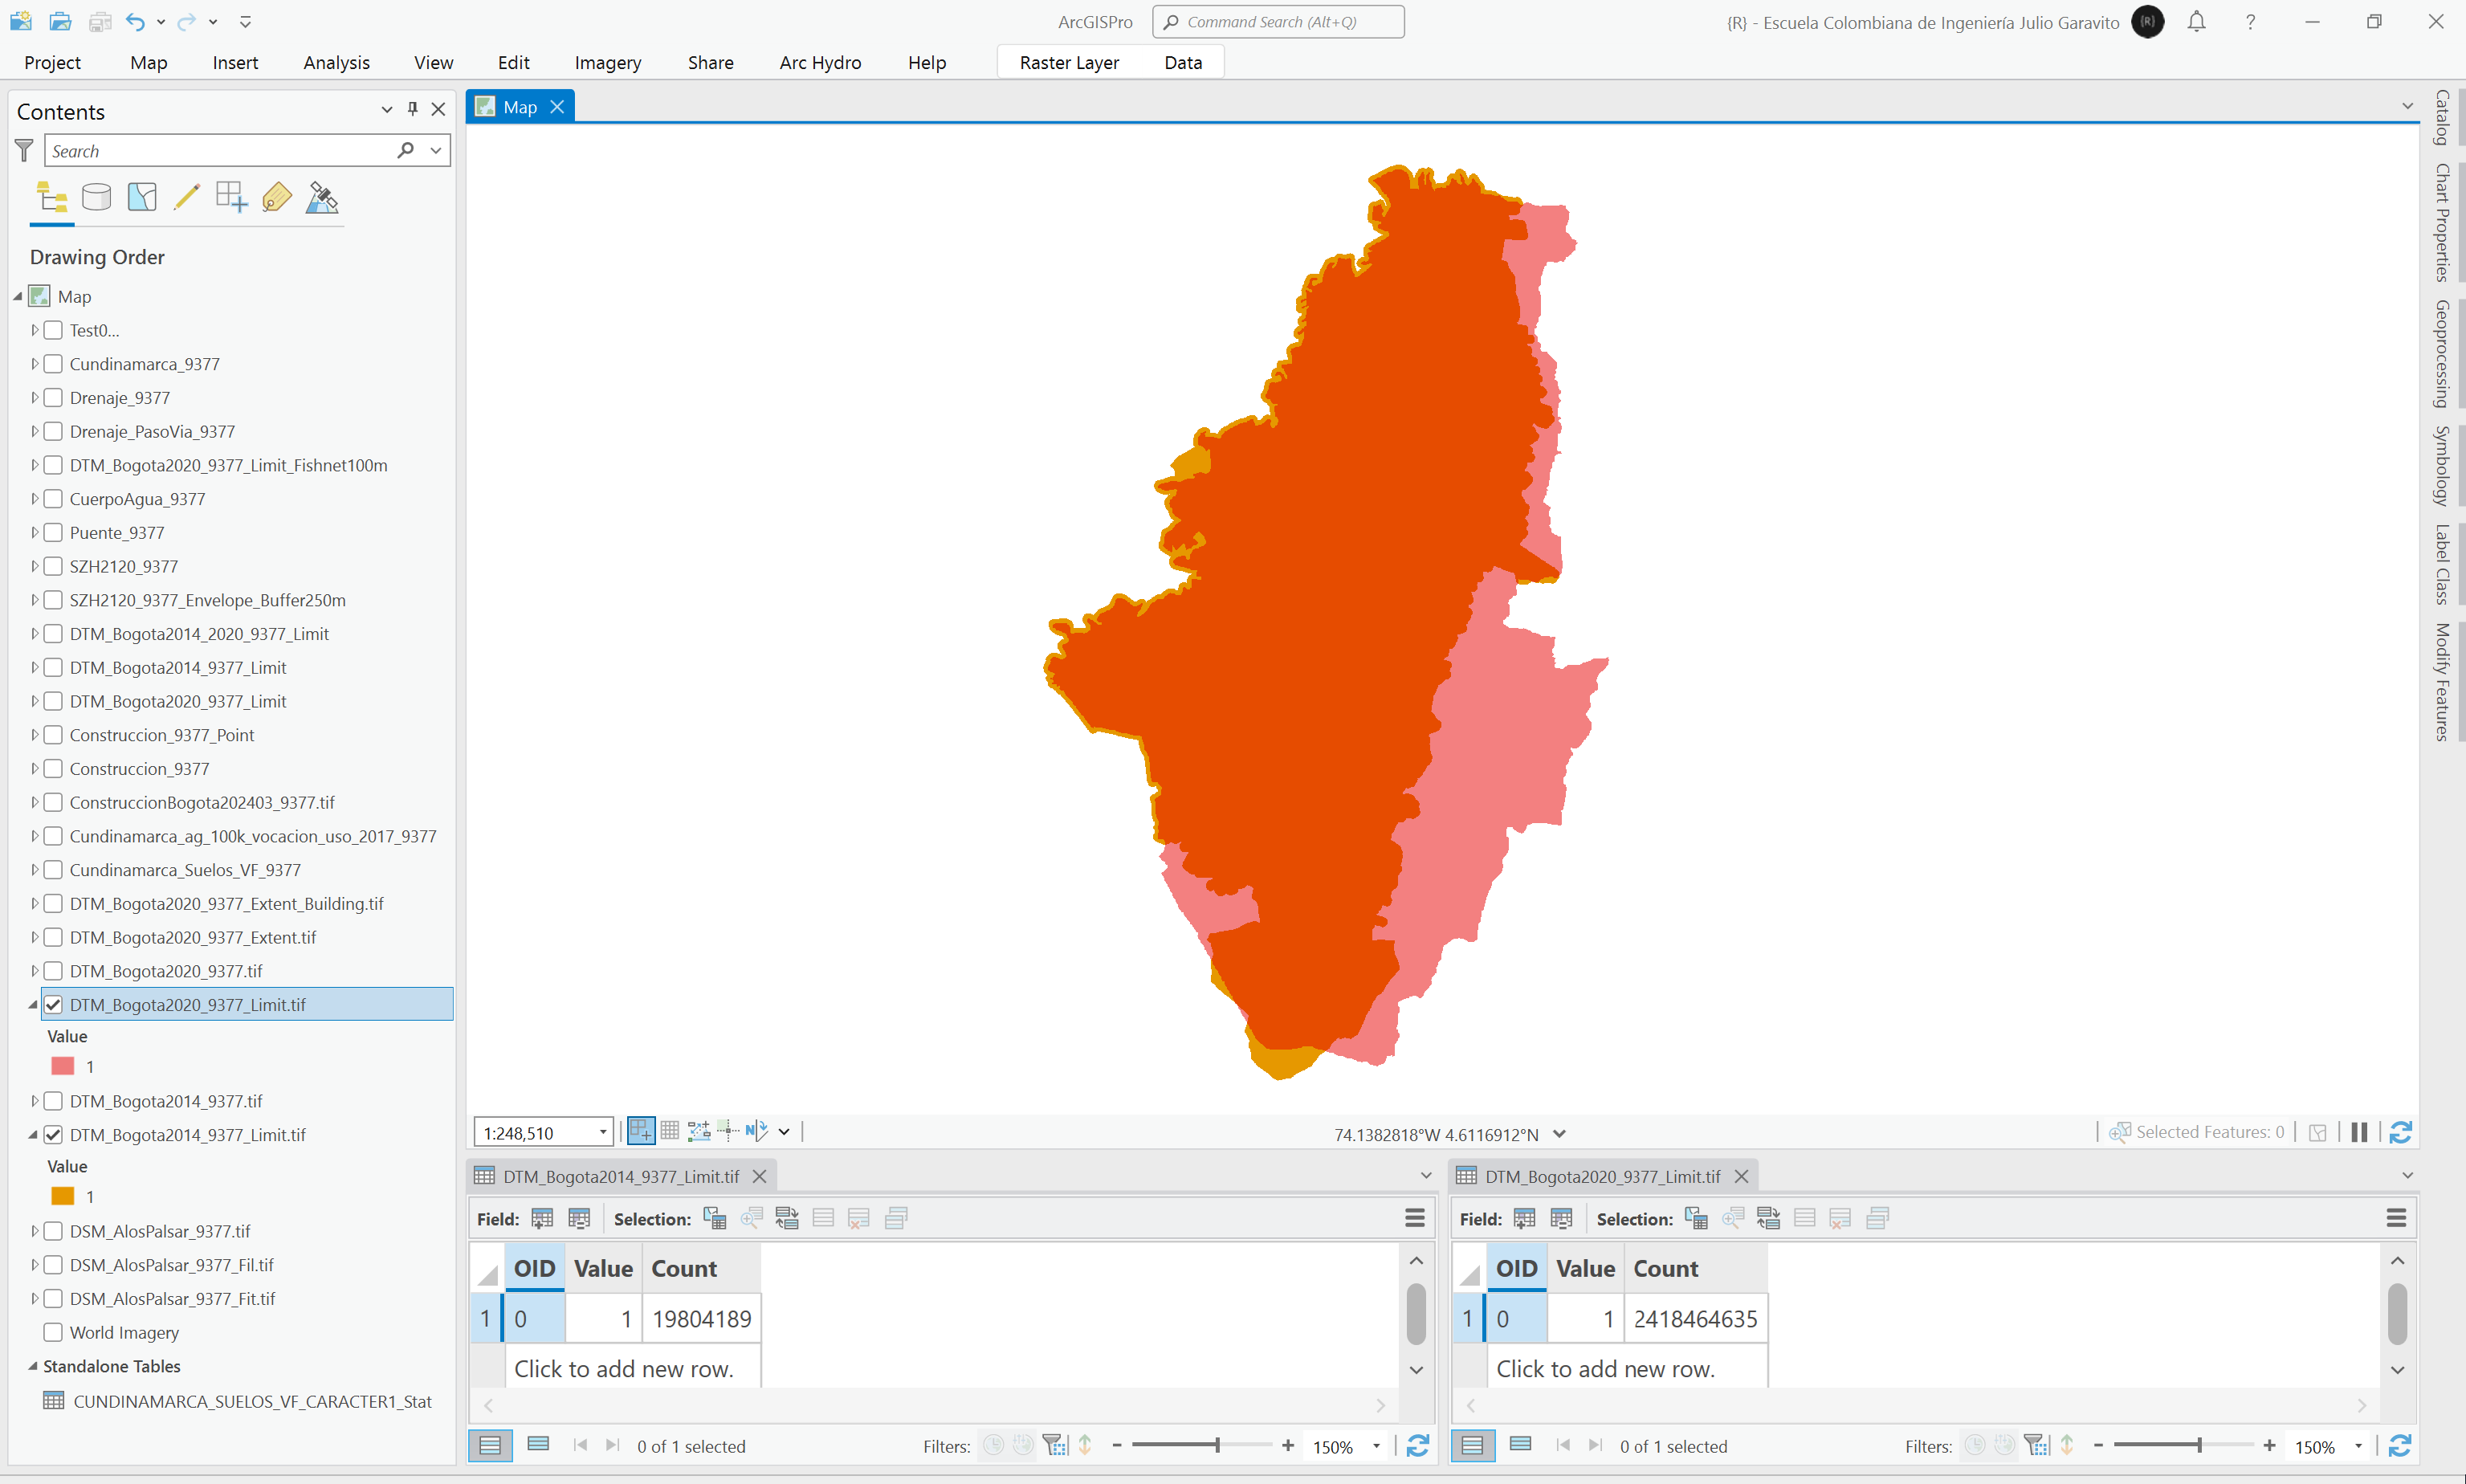 ArcGISPro
Command Search (Alt+Q)
{R} - Escuela Colombiana de Ingeniería Julio Garavito
{R}
?
Project Map Insert Analysis View Edit Imagery Share Arc Hydro Help Raster Layer Data
Contents
Search
Drawing Order
Map
Test0...
Cundinamarca_9377
Drenaje_9377
Drenaje_PasoVia_9377
DTM_Bogota2020_9377_Limit_Fishnet100m
CuerpoAgua_9377
Puente_9377
SZH2120_9377
SZH2120_9377_Envelope_Buffer250m
DTM_Bogota2014_2020_9377_Limit
DTM_Bogota2014_9377_Limit
DTM_Bogota2020_9377_Limit
Construccion_9377_Point
Construccion_9377
ConstruccionBogota202403_9377.tif
Cundinamarca_ag_100k_vocacion_uso_2017_9377
Cundinamarca_Suelos_VF_9377
DTM_Bogota2020_9377_Extent_Building.tif
DTM_Bogota2020_9377_Extent.tif
DTM_Bogota2020_9377.tif
DTM_Bogota2020_9377_Limit.tif
Value
1
DTM_Bogota2014_9377.tif
DTM_Bogota2014_9377_Limit.tif
Value
1
DSM_AlosPalsar_9377.tif
DSM_AlosPalsar_9377_Fil.tif
DSM_AlosPalsar_9377_Fit.tif
World Imagery
Standalone Tables
CUNDINAMARCA_SUELOS_VF_CARACTER1_Stat
Map
1:248,510
N
74.1382818°W 4.6116912°N
Selected Features: 0
DTM_Bogota2014_9377_Limit.tif
Field: Selection:
OID Value Count
1 0 1 19804189
Click to add new row.
0 of 1 selected
Filters:
- + 150%
DTM_Bogota2020_9377_Limit.tif
Field: Selection:
OID Value Count
1 0 1 2418464635
Click to add new row.
0 of 1 selected
Filters:
- + 150%
Catalog
Chart Properties
Geoprocessing
Symbology
Label Class
Modify Features